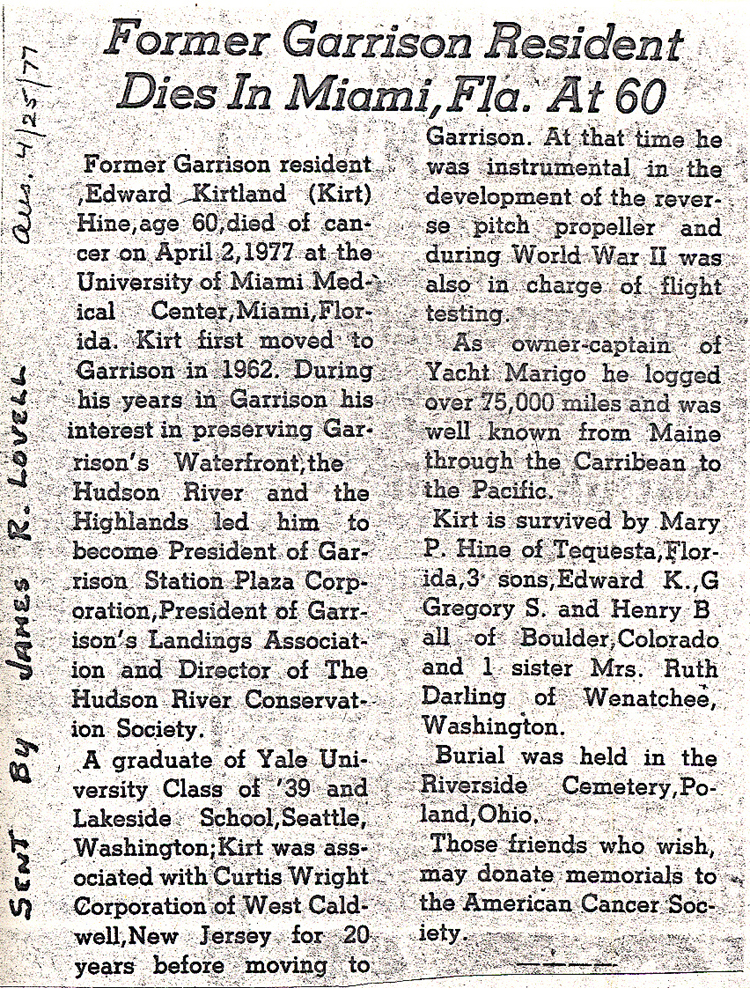 Former Garrison Resident
Dies In Miami, Fla. At 60
Former Garrison resident
,Edward Kirtland (Kirt)
Hine,age 60,died of can-
cer on April 2,1977 at the
University of Miami Med-
ical Center,Miami,Flor-
ida. Kirt first moved to
Garrison in 1962. During
his years in Garrison his
interest in preserving Gar-
rison's Waterfront,the
Hudson River and the
Highlands led him to
become President of Gar-
rison Station Plaza Corp-
oration,President of Garr-
ison's Landings Associat-
ion and Director of The
Hudson River Conservat-
ion Society.
A graduate of Yale Uni-
versity Class of '39 and
Lakeside School,Seattle,
Washington;Kirt was ass-
ociated with Curtis Wright
Corporation of West Cald-
well,New Jersey for 20
years before moving to
Garrison. At that time he
was instrumental in the
development of the rever-
se pitch propeller and
during World War II was
also in charge of flight
testing.
As owner-captain of
Yacht Marigo he logged
over 75,000 miles and was
well known from Maine
through the Carribean to
the Pacific.
Kirt is survived by Mary
P. Hine of Tequesta,Flor-
ida,3 sons,Edward K.,G
Gregory S. and Henry B
all of Boulder,Colorado
and 1 sister Mrs. Ruth
Darling of Wenatchee,
Washington.
Burial was held in the
Riverside Cemetery,Po-
land,Ohio.
Those friends who wish,
may donate memorials to
the American Cancer Soc-
iety.
SENT BY JAMES R. LOVELL
ans. 4/25/77